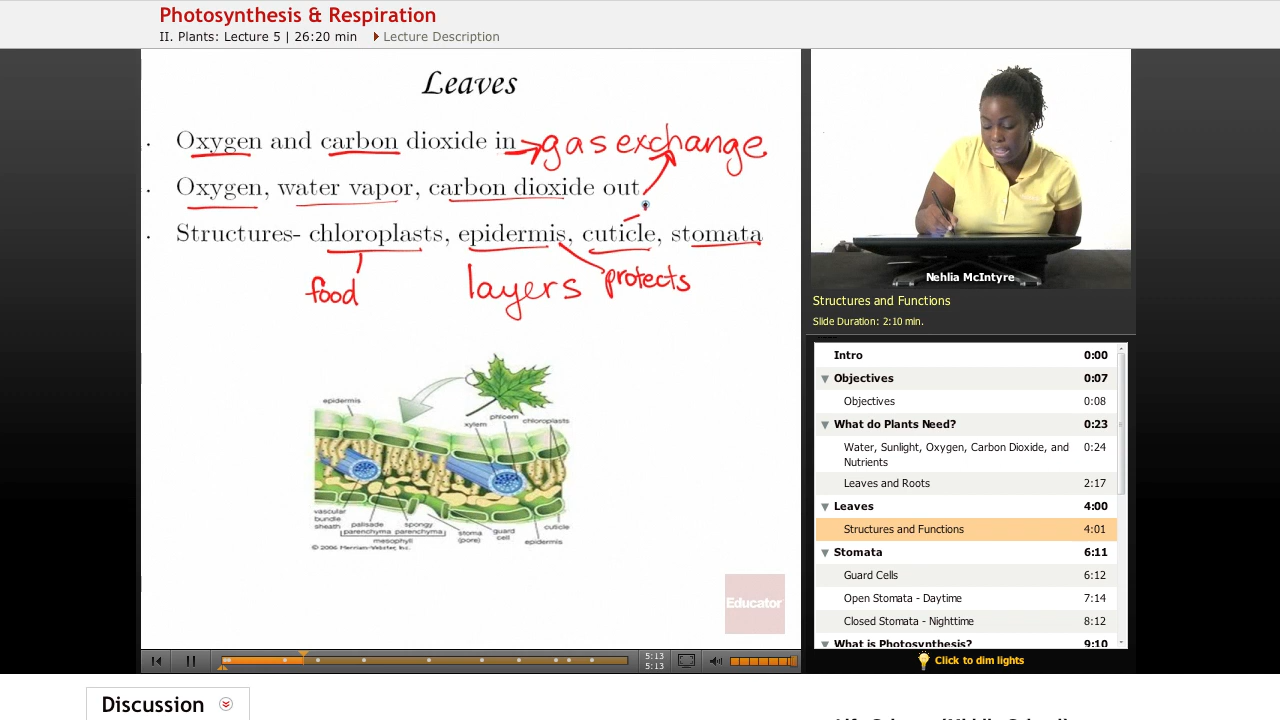 Photosynthesis & Respiration
II. Plants: Lecture 5 | 26:20 min Lecture Description
Leaves
Oxygen and carbon dioxide in → gas exchange
Oxygen, water vapor, carbon dioxide out
Structures- chloroplasts, epidermis, cuticle, stomata
food layers protects
epidermis
phloem
xylem
chloroplasts
vascular
bundle
sheath
palisade
parenchyma
spongy
parenchyma
mesophyll
stoma
(pore)
guard
cell
cuticle
epidermis
© 2006 Merriam-Webster, Inc.
Educator
5:13
5:13
Nehlia McIntyre
Structures and Functions
Slide Duration: 2:10 min.
Intro 0:00
Objectives 0:07
Objectives 0:08
What do Plants Need? 0:23
Water, Sunlight, Oxygen, Carbon Dioxide, and 0:24
Nutrients
Leaves and Roots 2:17
Leaves 4:00
Structures and Functions 4:01
Stomata 6:11
Guard Cells 6:12
Open Stomata - Daytime 7:14
Closed Stomata - Nighttime 8:12
What is Photosynthesis? 9:10
Click to dim lights
Discussion